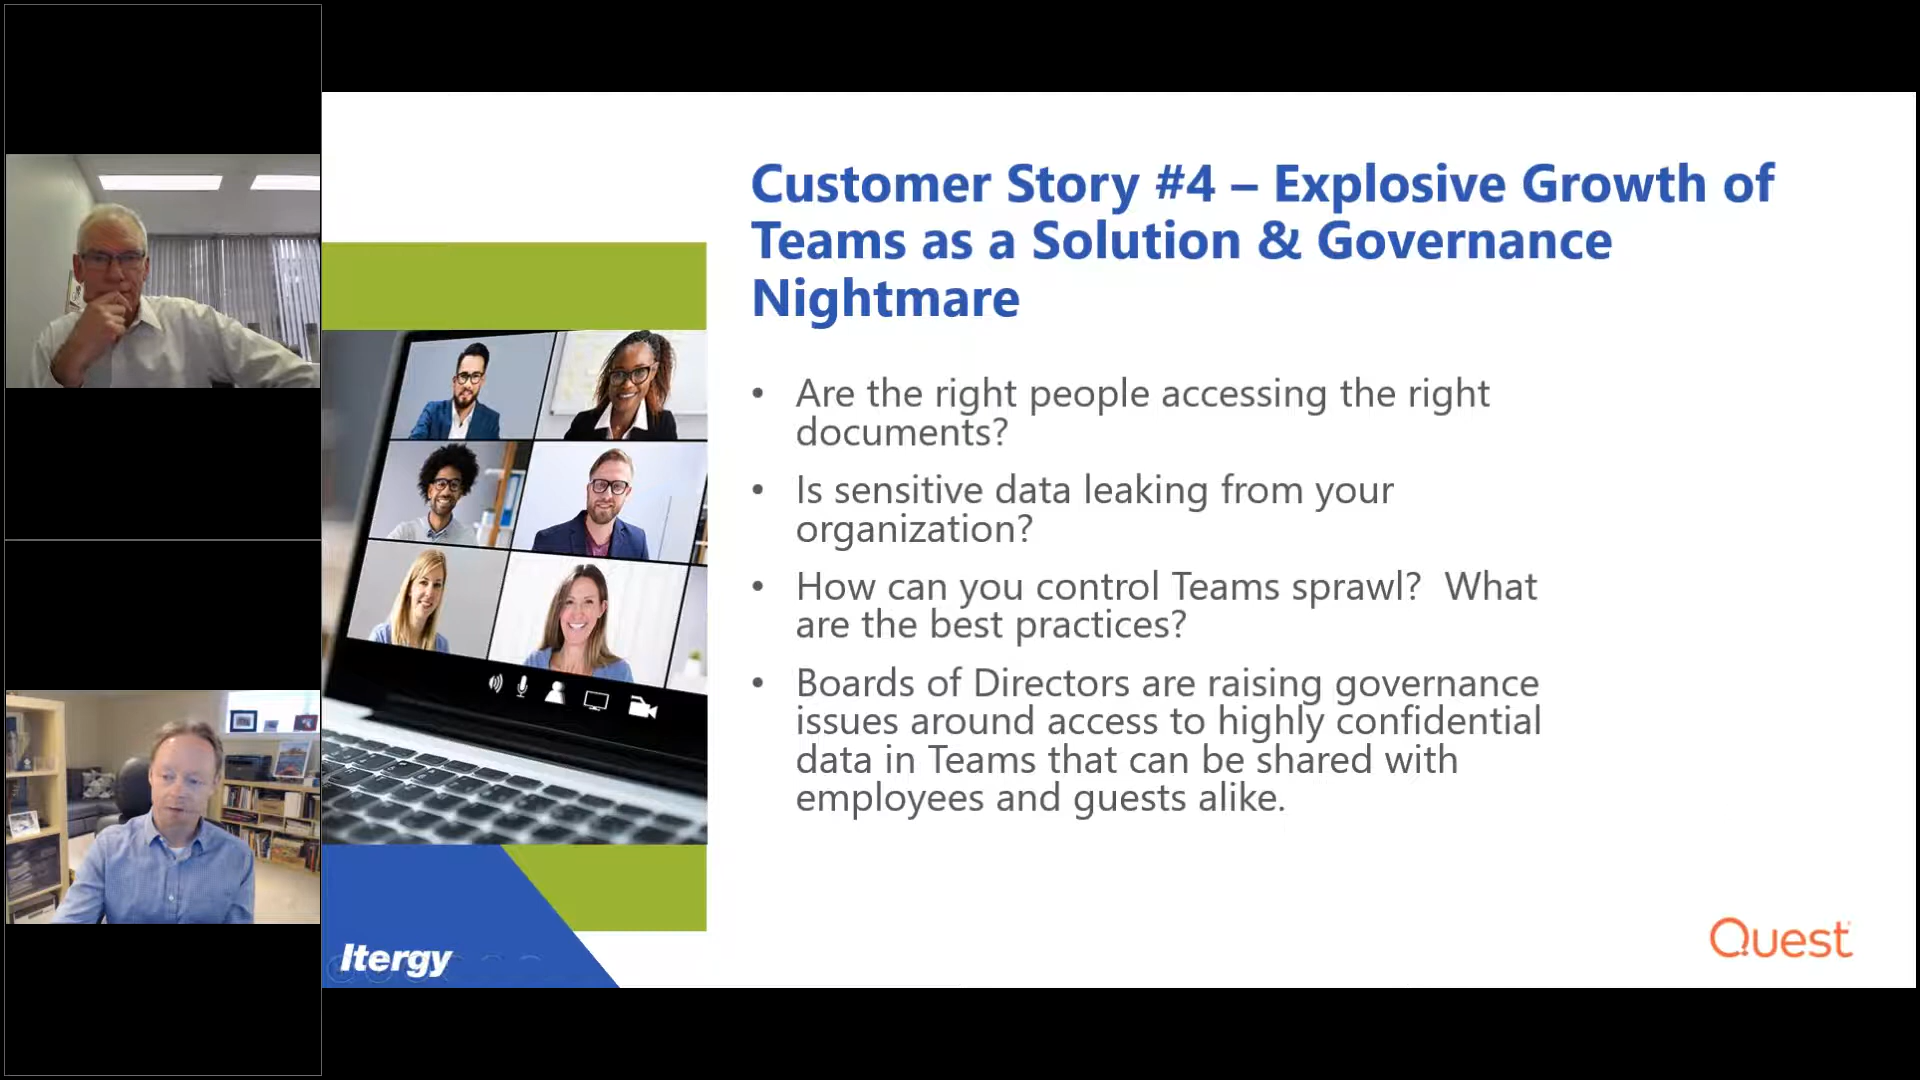 Customer Story #4 – Explosive Growth of
Teams as a Solution & Governance
Nightmare
• Are the right people accessing the right
documents?
• Is sensitive data leaking from your
organization?
• How can you control Teams sprawl?  What
are the best practices?
• Boards of Directors are raising governance
issues around access to highly confidential
data in Teams that can be shared with
employees and guests alike.
Itergy
Quest